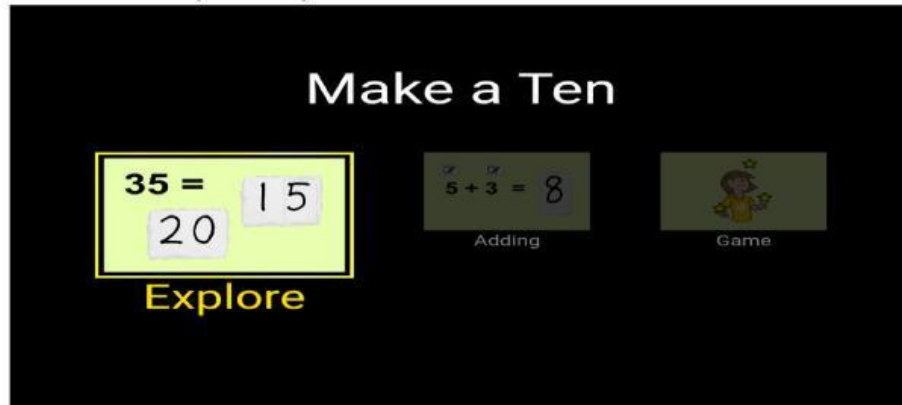 Make a Ten
35 = 15
20
5 + 3 = 8
Explore
Adding
Game